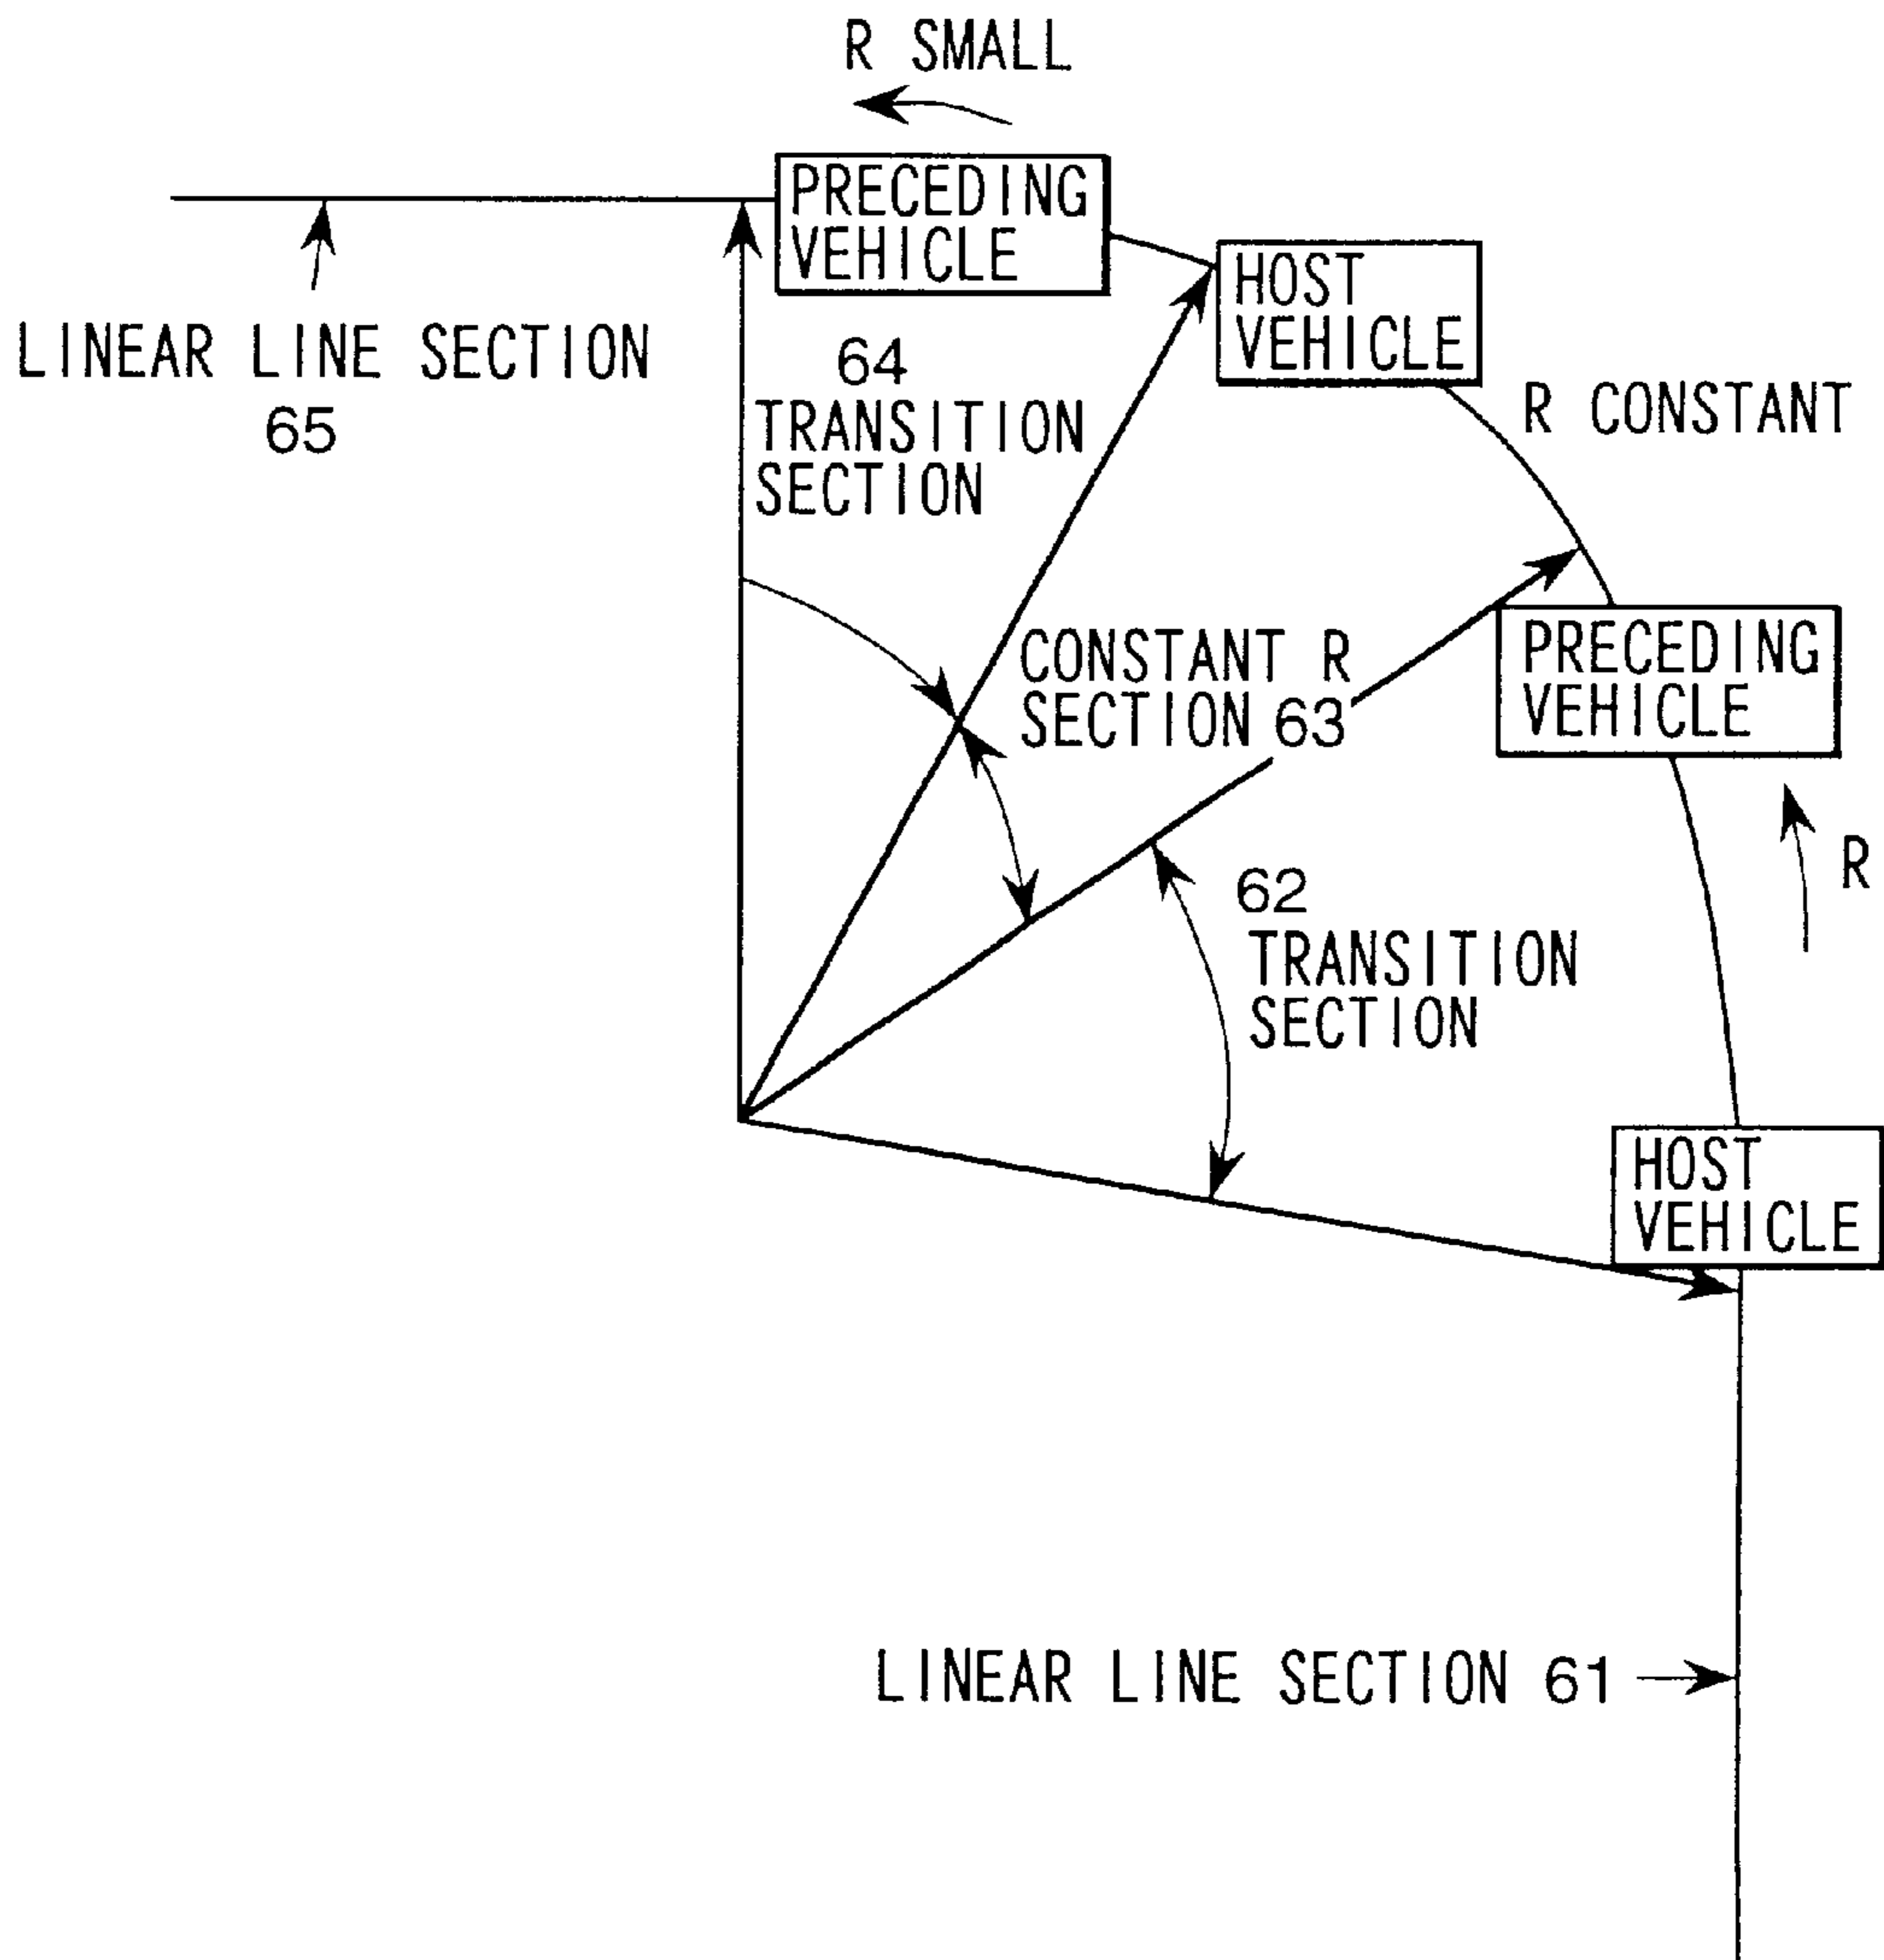 R SMALL
PRECEDING
VEHICLE
HOST
VEHICLE
LINEAR LINE SECTION
65
64
TRANSITION
SECTION
R CONSTANT
CONSTANT R
SECTION 63
PRECEDING
VEHICLE
R
62
TRANSITION
SECTION
HOST
VEHICLE
LINEAR LINE SECTION 61